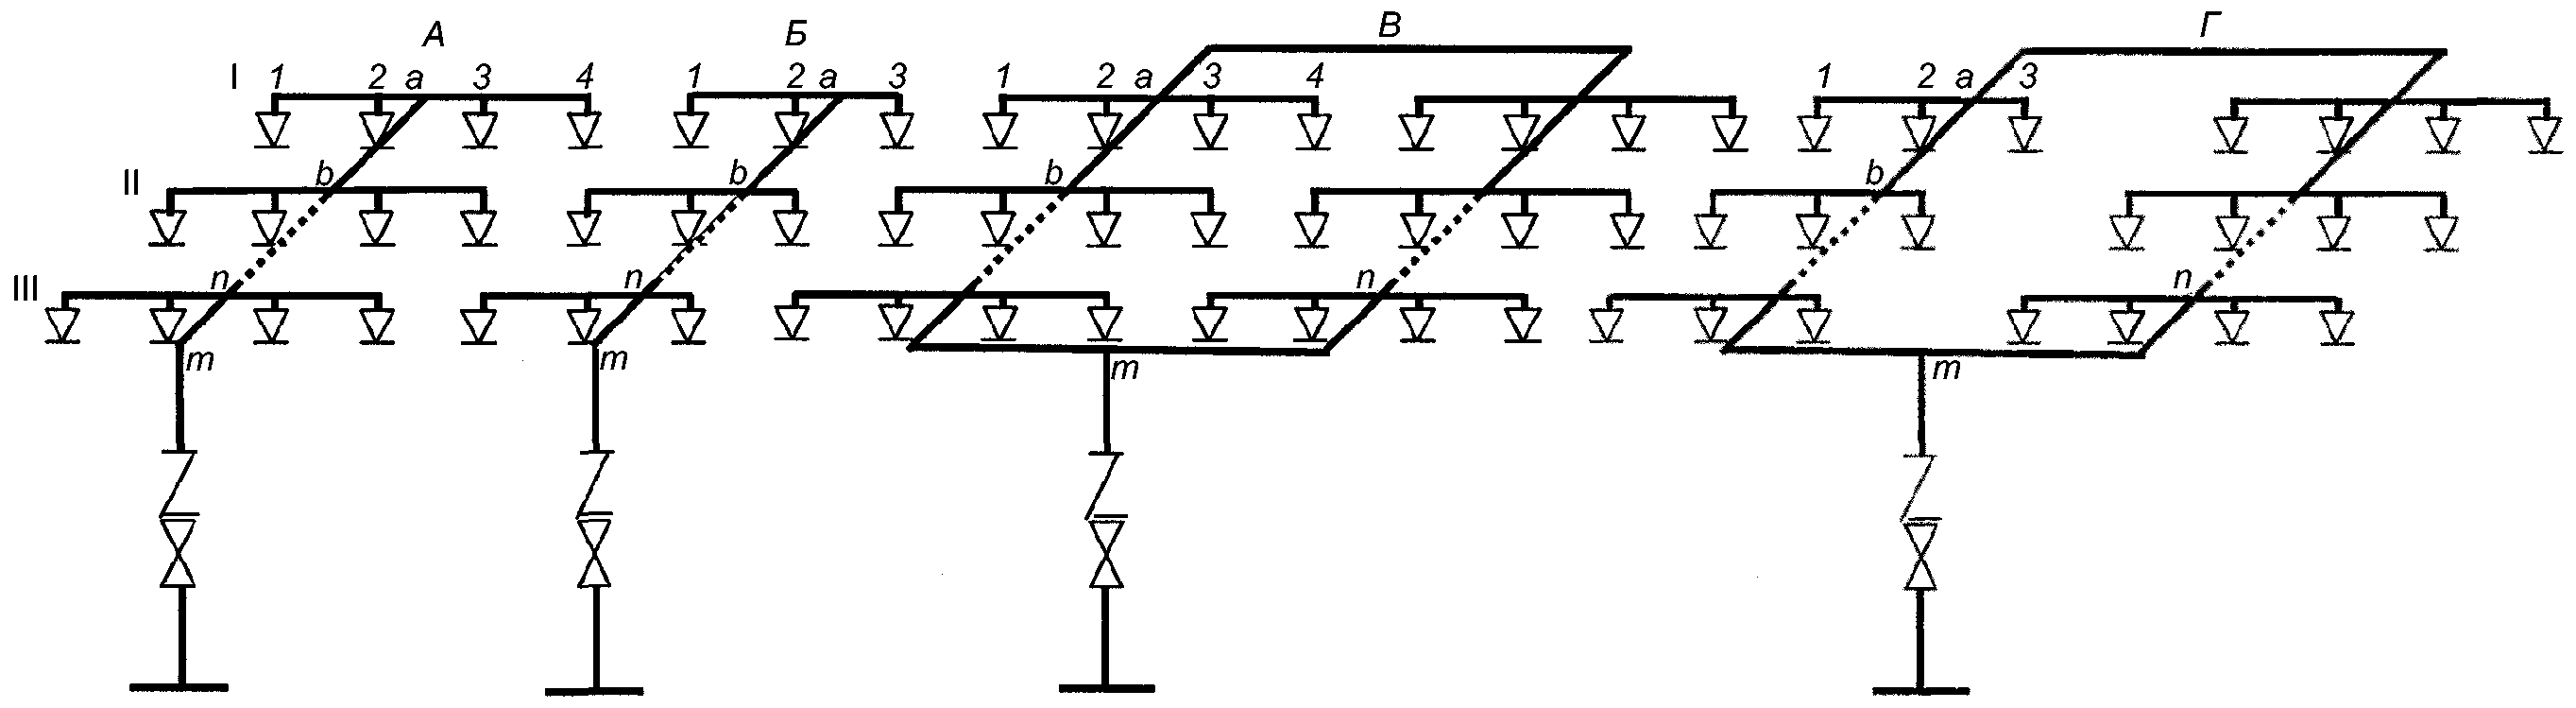 А Б В Г
I 1 2 a 3 4 1 2 a 3 1 2 a 3 4 1 2 a 3
II b b b b
III n n n n
m m m m